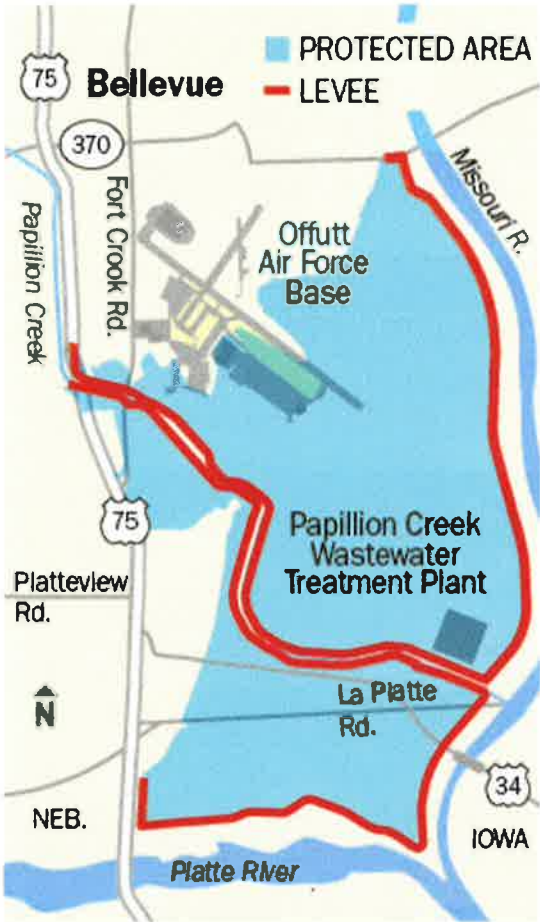 PROTECTED AREA
LEVEE
75
Bellevue
370
Fort Crook Rd.
Papillion Creek
Missouri R.
Offutt
Air Force
Base
75
Papillion Creek
Wastewater
Treatment Plant
Platteview
Rd.
N
La Platte
Rd.
34
NEB.
IOWA
Platte River